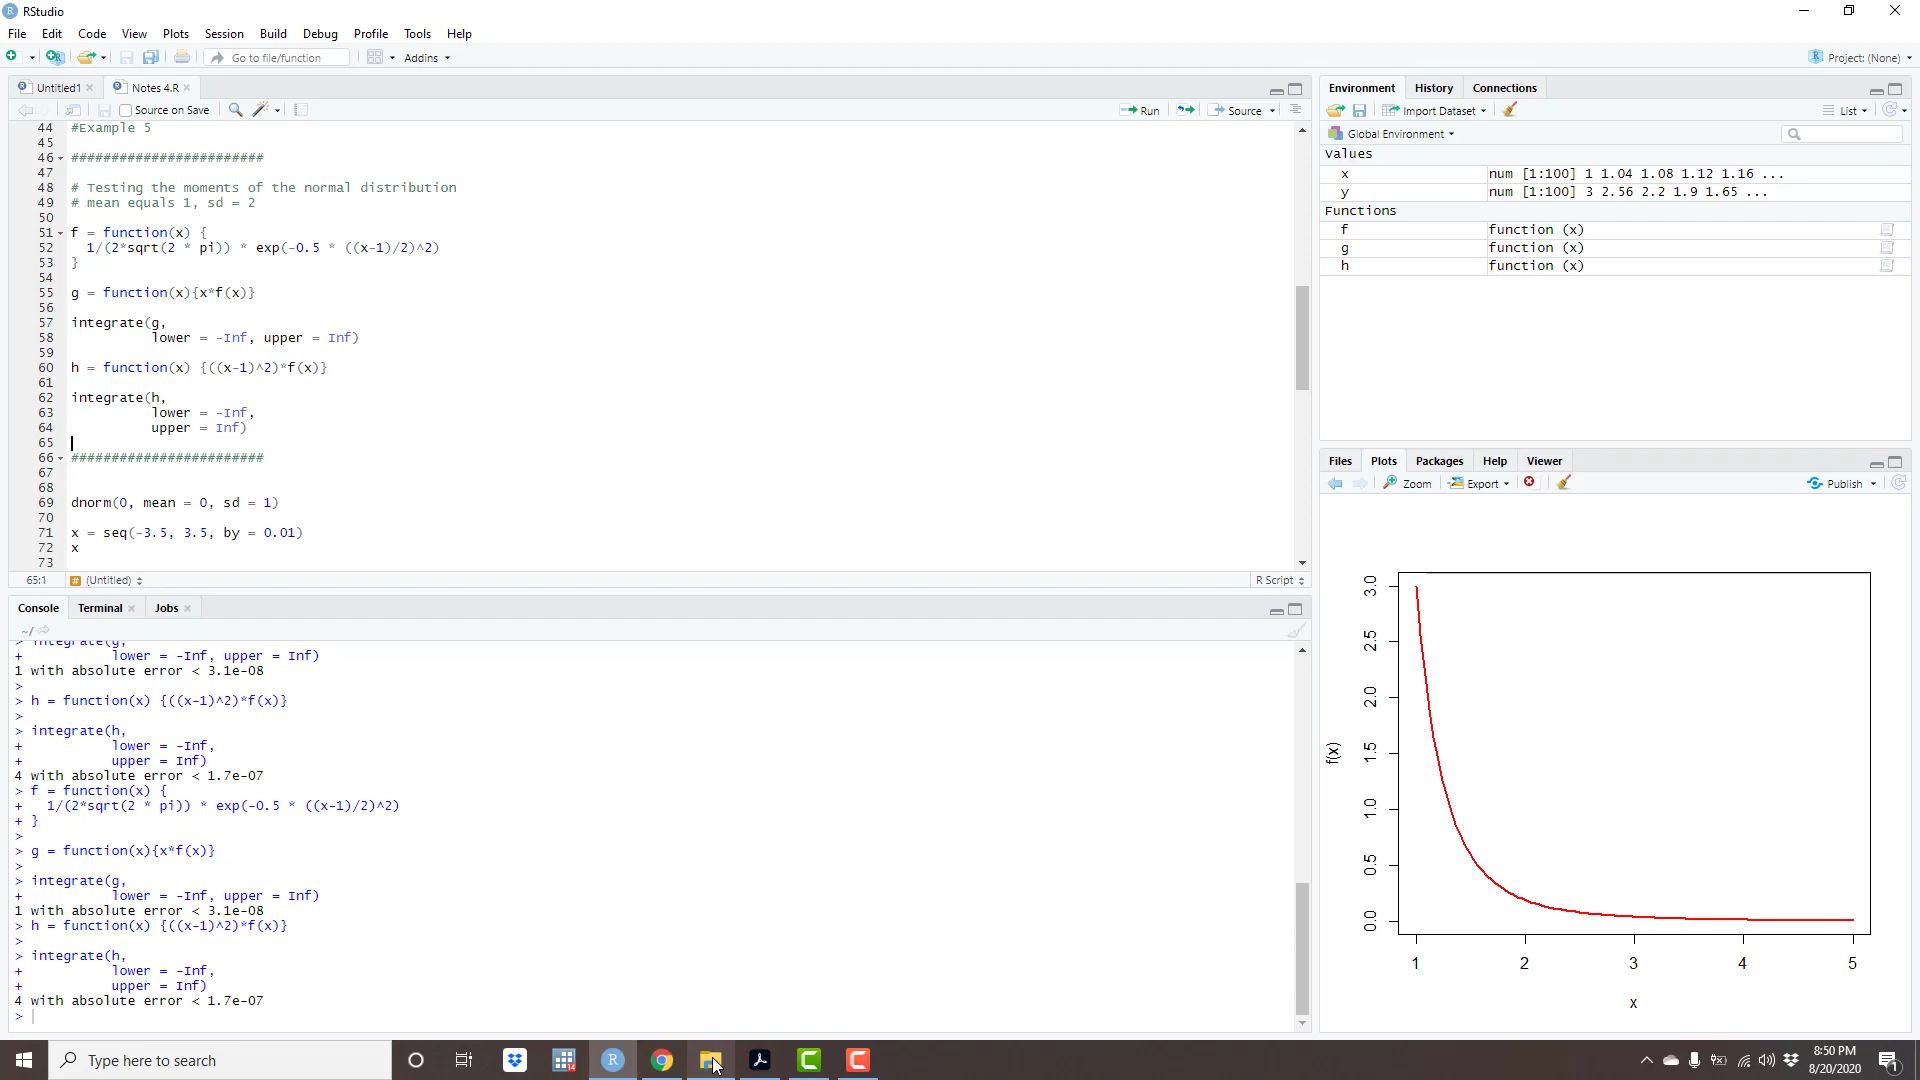 RStudio
File Edit Code View Plots Session Build Debug Profile Tools Help
Go to file/function Addins Project: (None)
Untitled1 Notes 4.R
Source on Save Run Source
44 #Example 5
45
46 ########################
47
48 # Testing the moments of the normal distribution
49 # mean equals 1, sd = 2
50
51 f = function(x) {
52 1/(2*sqrt(2 * pi)) * exp(-0.5 * ((x-1)/2)^2)
53 }
54
55 g = function(x){x*f(x)}
56
57 integrate(g,
58 lower = -Inf, upper = Inf)
59
60 h = function(x) {((x-1)^2)*f(x)}
61
62 integrate(h,
63 lower = -Inf,
64 upper = Inf)
65
66 ########################
67
68
69 dnorm(0, mean = 0, sd = 1)
70
71 x = seq(-3.5, 3.5, by = 0.01)
72 x
73
65:1 # (Untitled) R Script
Console Terminal Jobs
~/
> integrate(g,
+ lower = -Inf, upper = Inf)
1 with absolute error < 3.1e-08
>
> h = function(x) {((x-1)^2)*f(x)}
>
> integrate(h,
+ lower = -Inf,
+ upper = Inf)
4 with absolute error < 1.7e-07
> f = function(x) {
+ 1/(2*sqrt(2 * pi)) * exp(-0.5 * ((x-1)/2)^2)
+ }
>
> g = function(x){x*f(x)}
>
> integrate(g,
+ lower = -Inf, upper = Inf)
1 with absolute error < 3.1e-08
> h = function(x) {((x-1)^2)*f(x)}
>
> integrate(h,
+ lower = -Inf,
+ upper = Inf)
4 with absolute error < 1.7e-07
>
Environment History Connections
Import Dataset List
Global Environment
Values
x num [1:100] 1 1.04 1.08 1.12 1.16 ...
y num [1:100] 3 2.56 2.2 1.9 1.65 ...
Functions
f function (x)
g function (x)
h function (x)
Files Plots Packages Help Viewer
Zoom Export Publish
3.0
2.5
2.0
1.5
1.0
0.5
0.0
f(x)
1 2 3 4 5
x
Type here to search
14
R
8:50 PM
8/20/2020
1